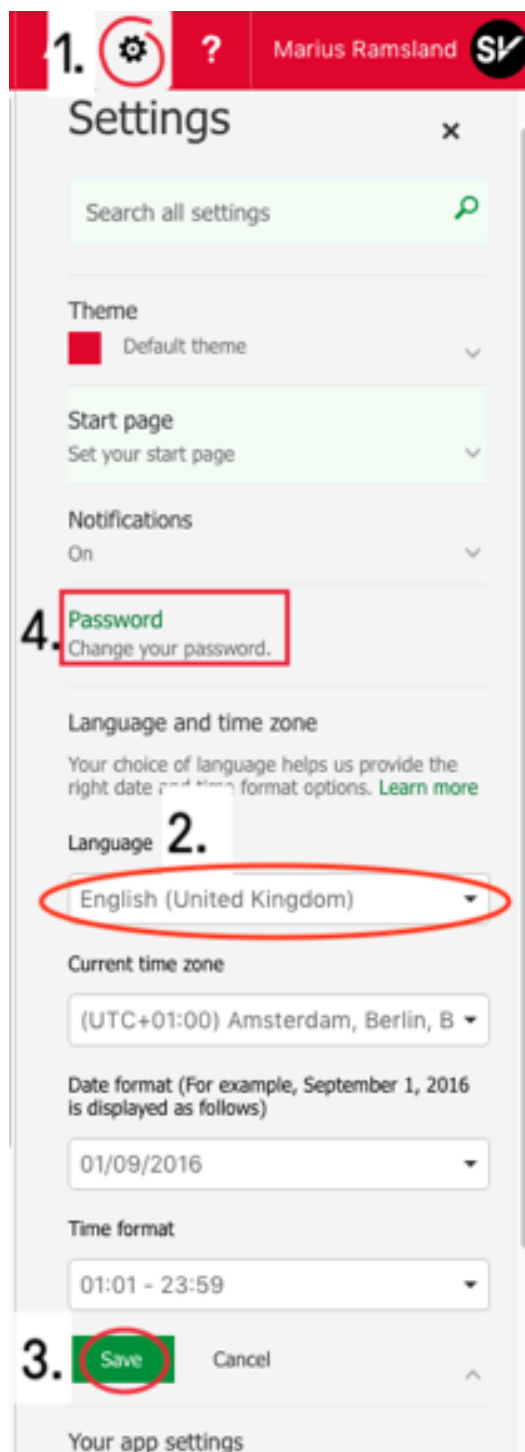 1. ? Marius Ramsland SV
Settings ×
Search all settings
Theme
Default theme
Start page
Set your start page
Notifications
On
4. Password
Change your password.
Language and time zone
Your choice of language helps us provide the
right date and time format options. Learn more
Language 2.
English (United Kingdom)
Current time zone
(UTC+01:00) Amsterdam, Berlin, B
Date format (For example, September 1, 2016
is displayed as follows)
01/09/2016
Time format
01:01 - 23:59
3. Save Cancel
Your app settings